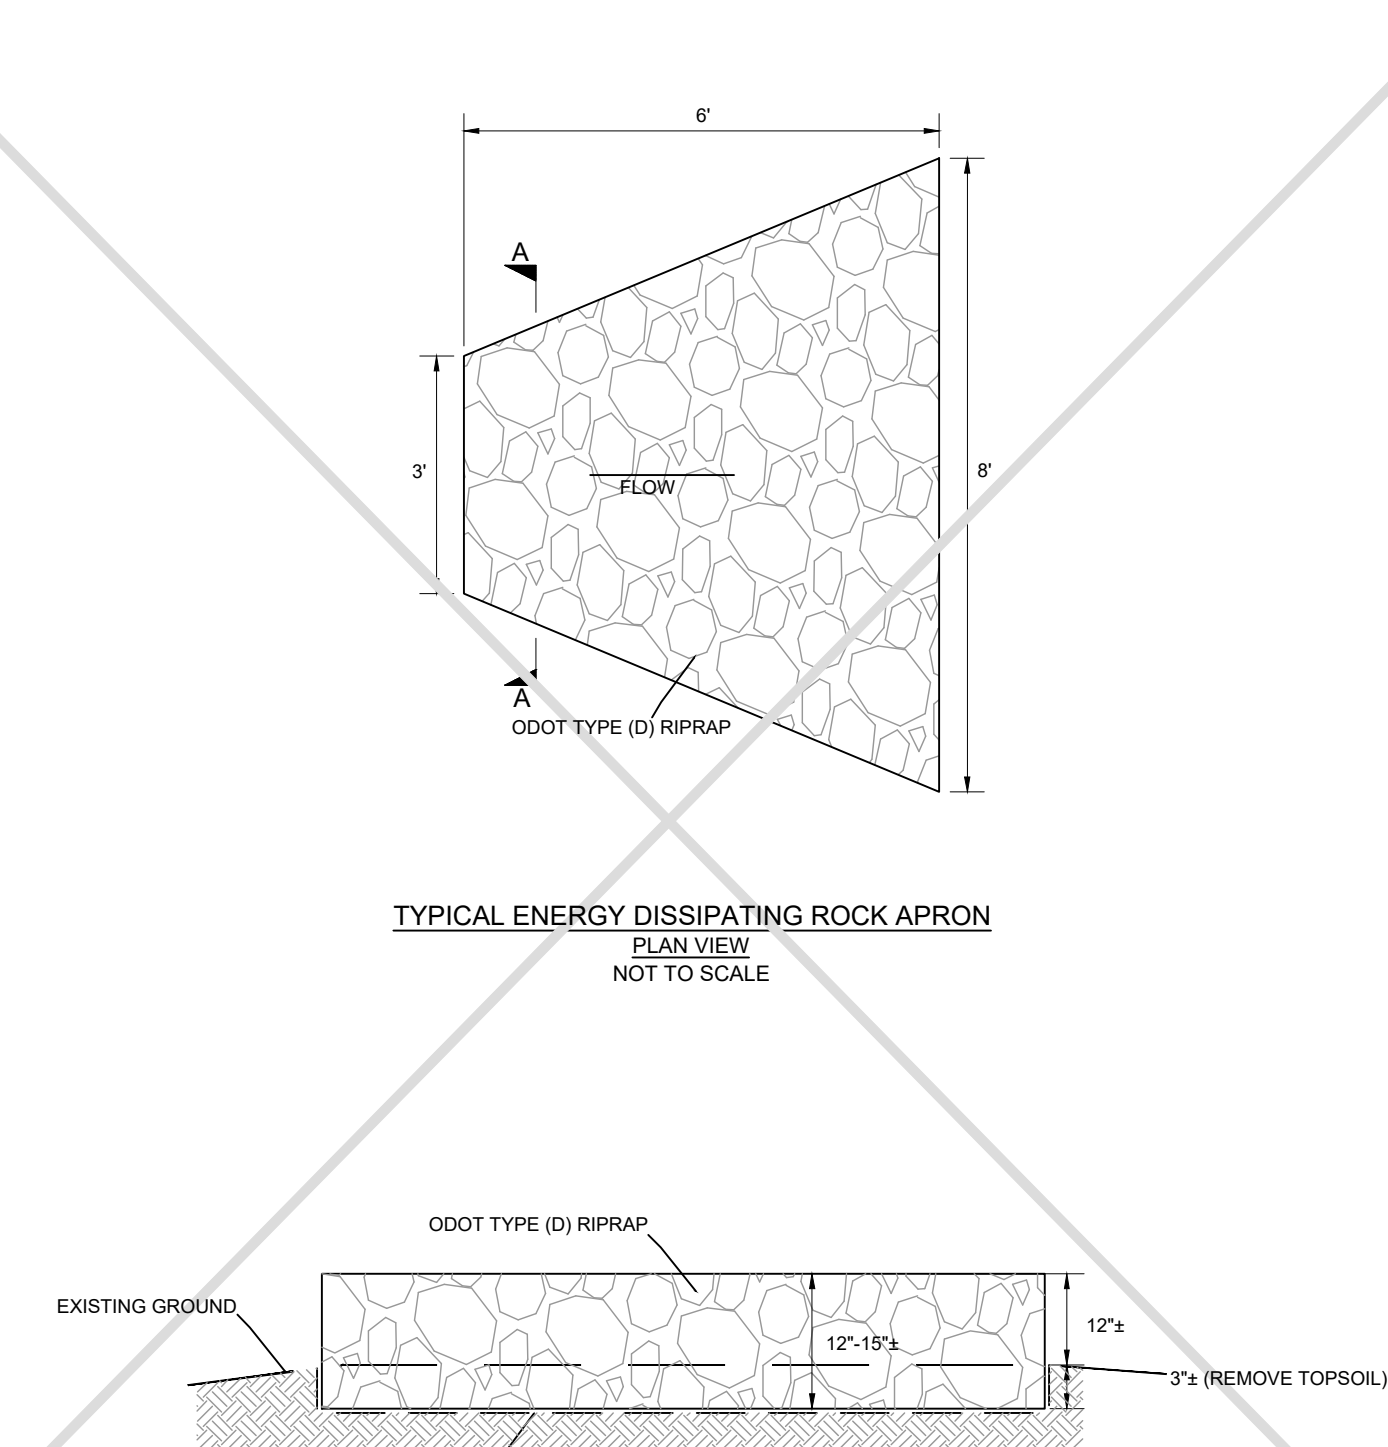 6'
A
3'
8'
FLOW
A
ODOT TYPE (D) RIPRAP
TYPICAL ENERGY DISSIPATING ROCK APRON
PLAN VIEW
NOT TO SCALE
ODOT TYPE (D) RIPRAP
EXISTING GROUND
12"±
12"-15"±
3"± (REMOVE TOPSOIL)